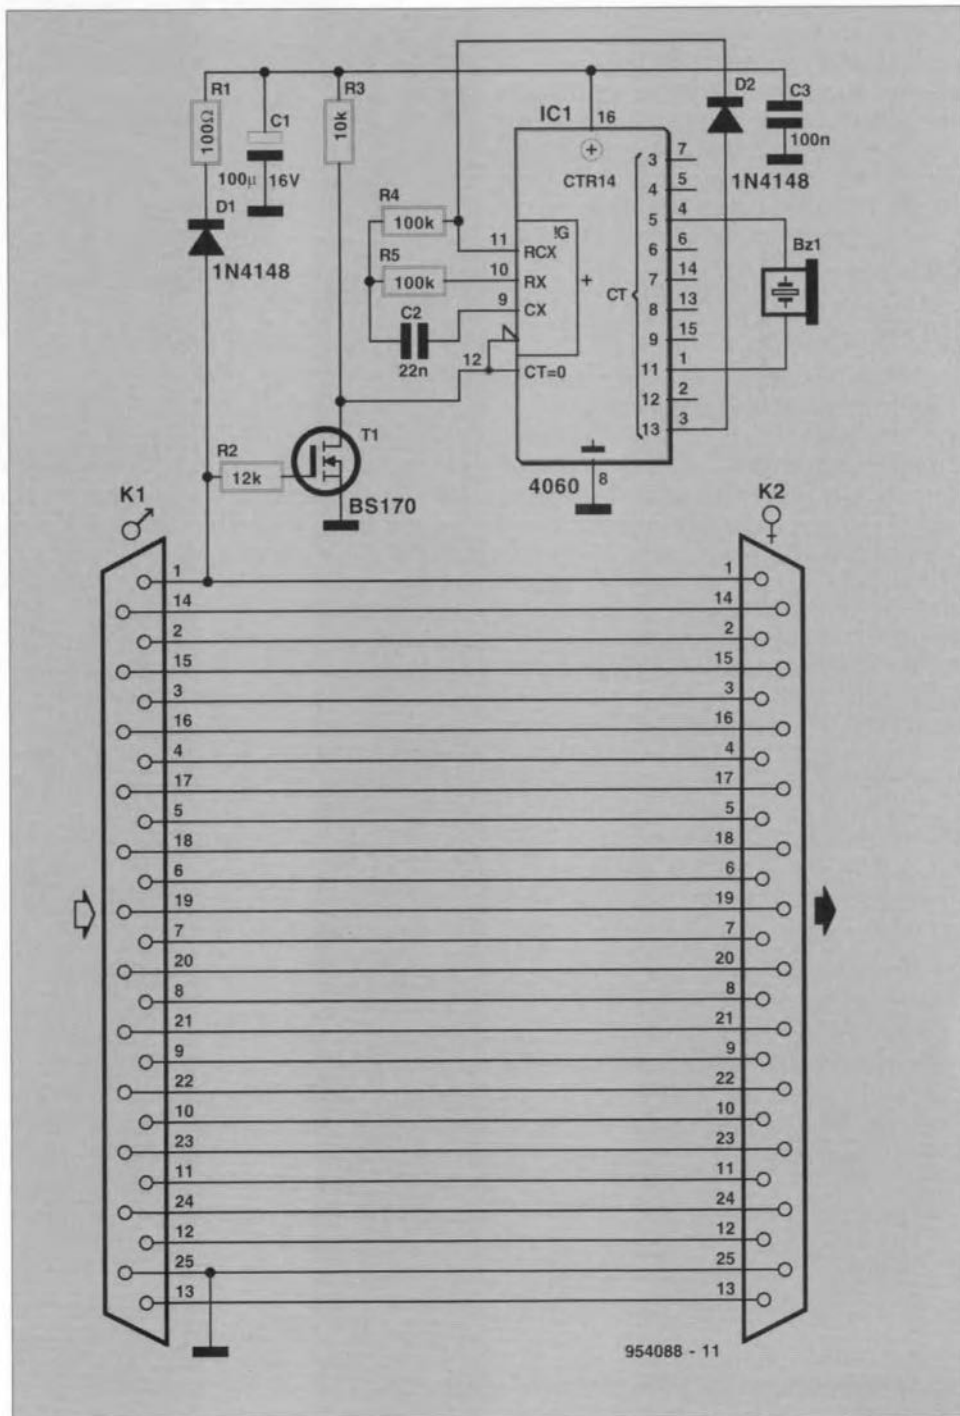 R1
100Ω
C1
100µ
16V
D1
1N4148
R3
10k
R4
100k
R5
100k
C2
22n
R2
12k
T1
BS170
IC1
16
+
CTR14
!G
11
RCX
10
RX
+
9
CX
12
CT=0
CT
3
7
4
5
5
4
6
6
7
14
8
13
9
15
11
1
12
2
13
3
4060
8
D2
1N4148
C3
100n
Bz1
K1
K2
1
1
14
14
2
2
15
15
3
3
16
16
4
4
17
17
5
5
18
18
6
6
19
19
7
7
20
20
8
8
21
21
9
9
22
22
10
10
23
23
11
11
24
24
12
12
25
25
13
13
954088 - 11